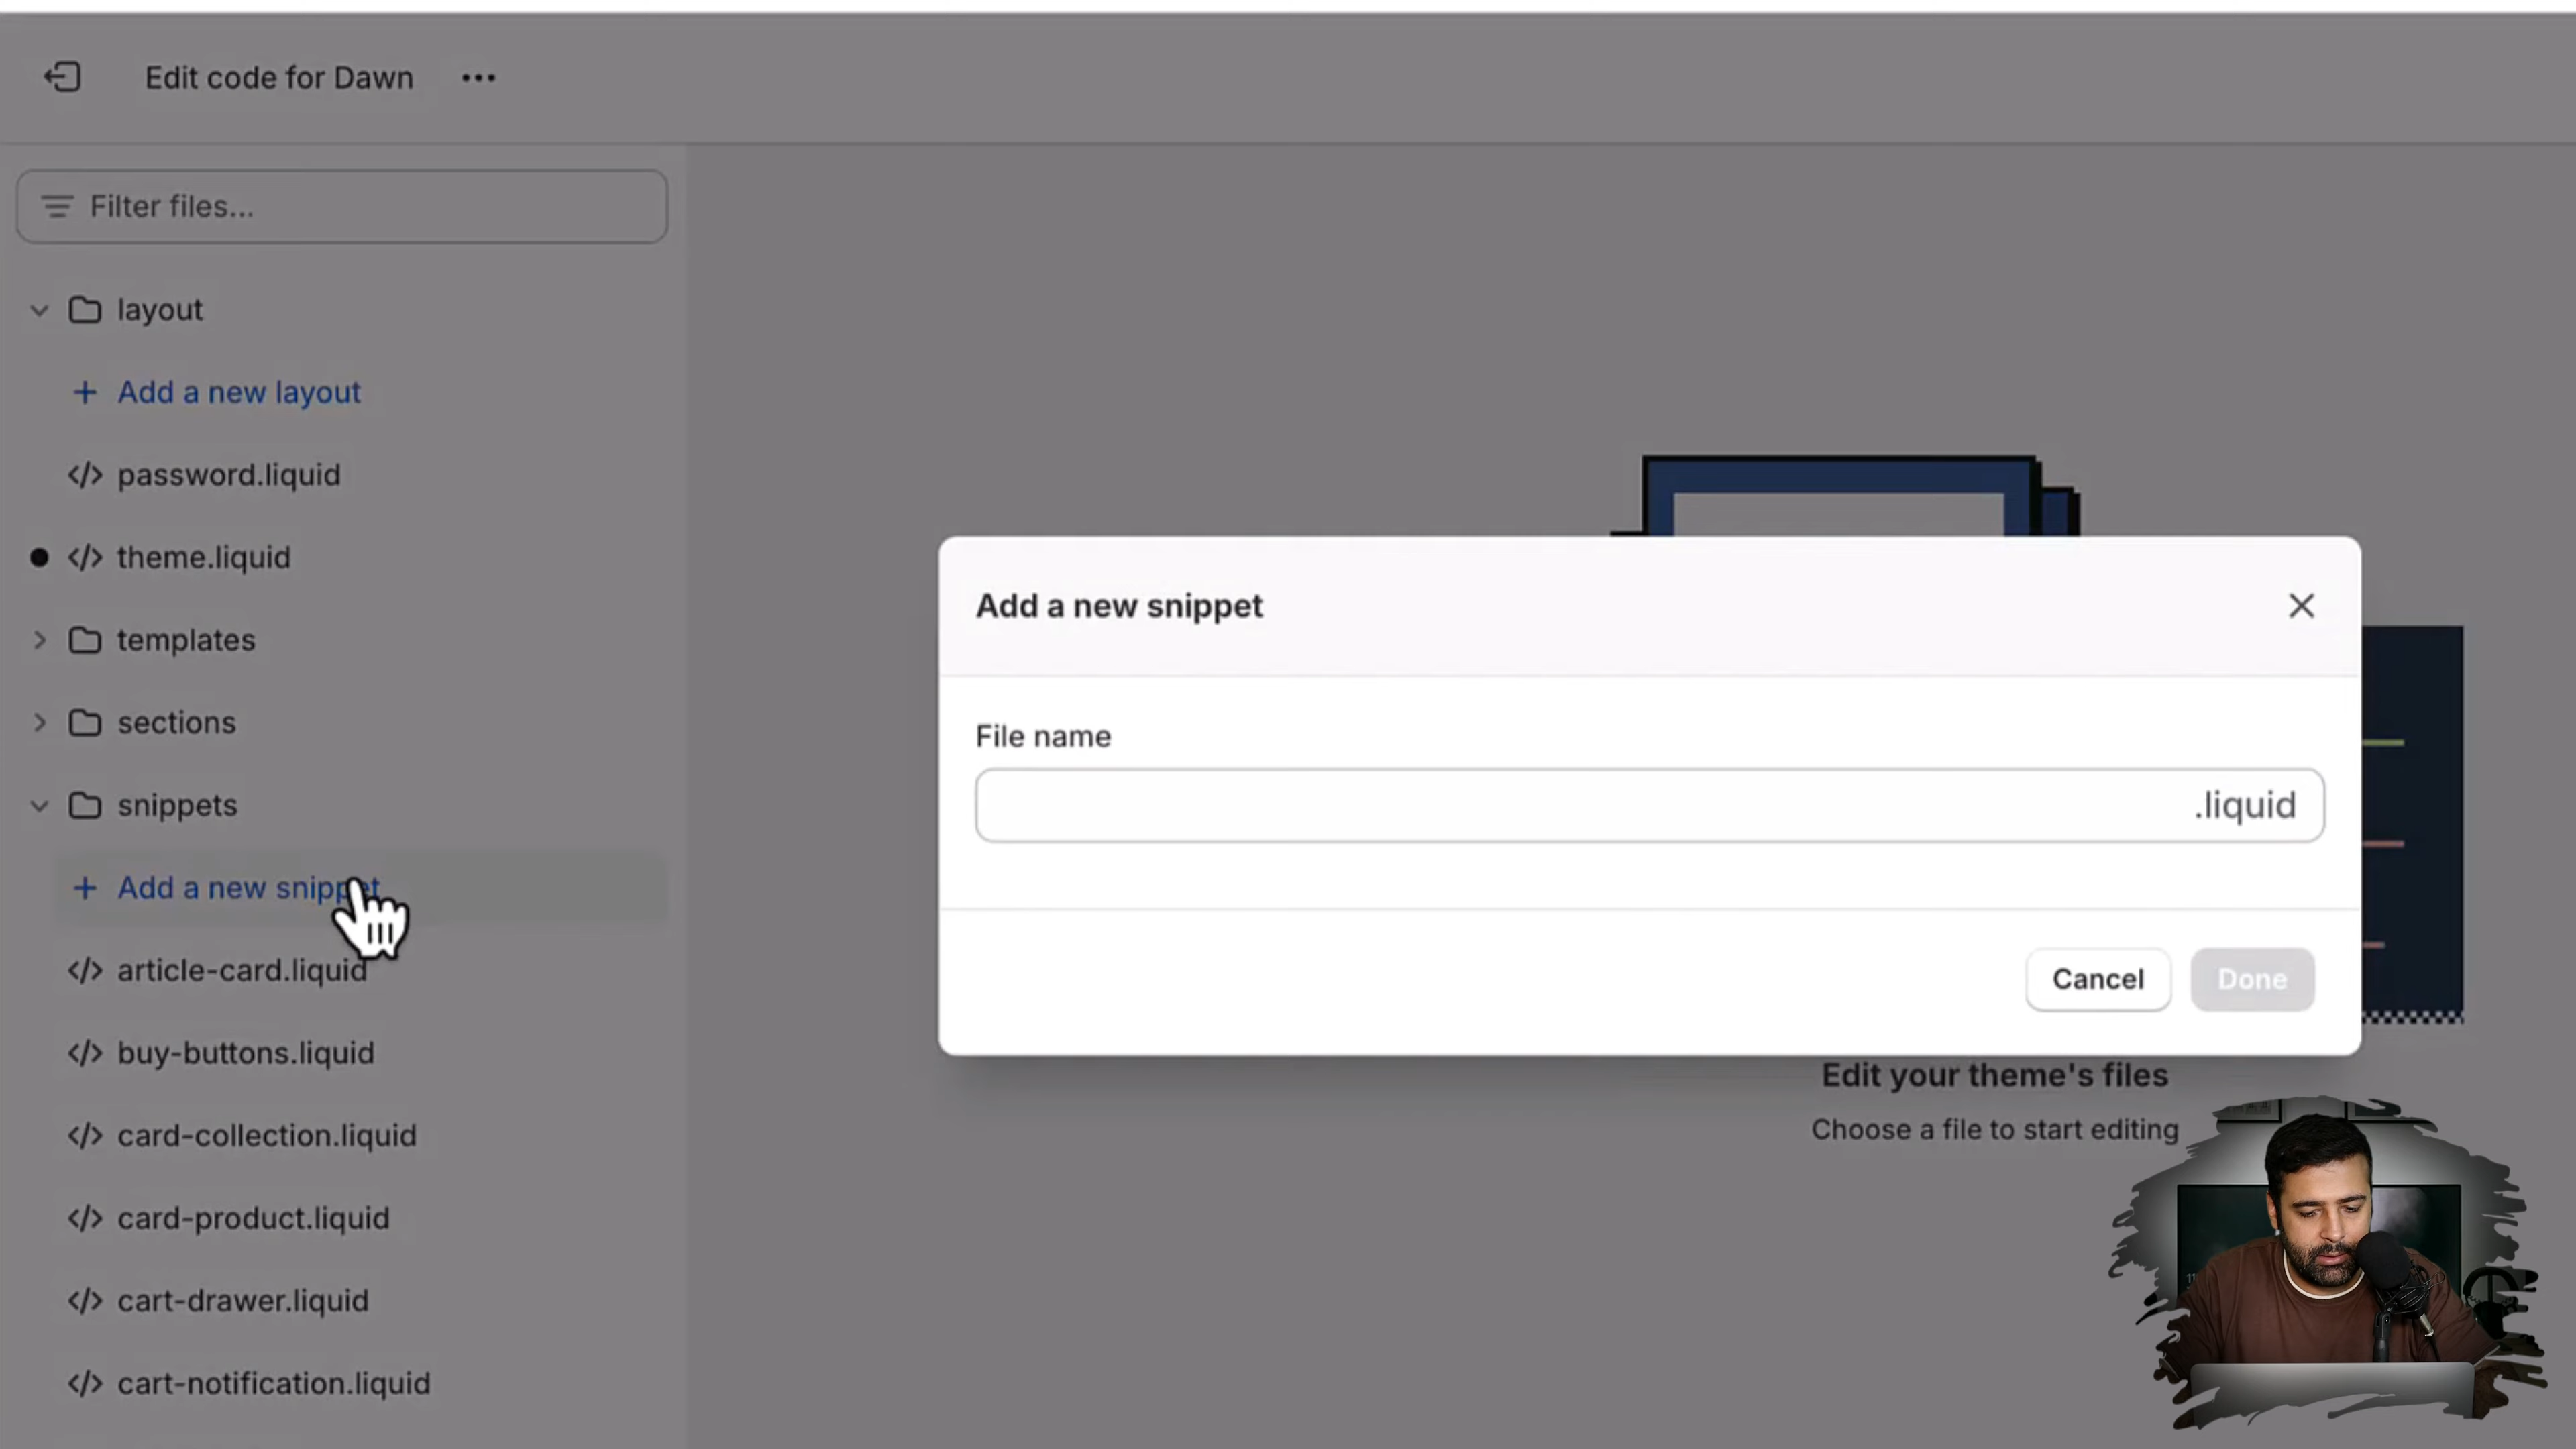 Edit code for Dawn
Filter files...
layout
Add a new layout
password.liquid
theme.liquid
templates
sections
snippets
Add a new snippet
article-card.liquid
buy-buttons.liquid
card-collection.liquid
card-product.liquid
cart-drawer.liquid
cart-notification.liquid
Add a new snippet
File name
.liquid
Cancel
Done
Edit your theme's files
Choose a file to start editing